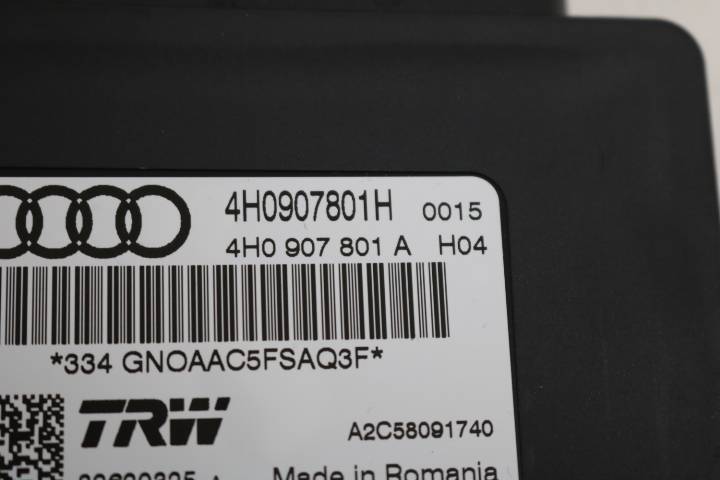 4H0907801H 0015
4H0 907 801 A H04
*334 GNOAAC5FSAQ3F*
TRW A2C58091740
Made in Romania